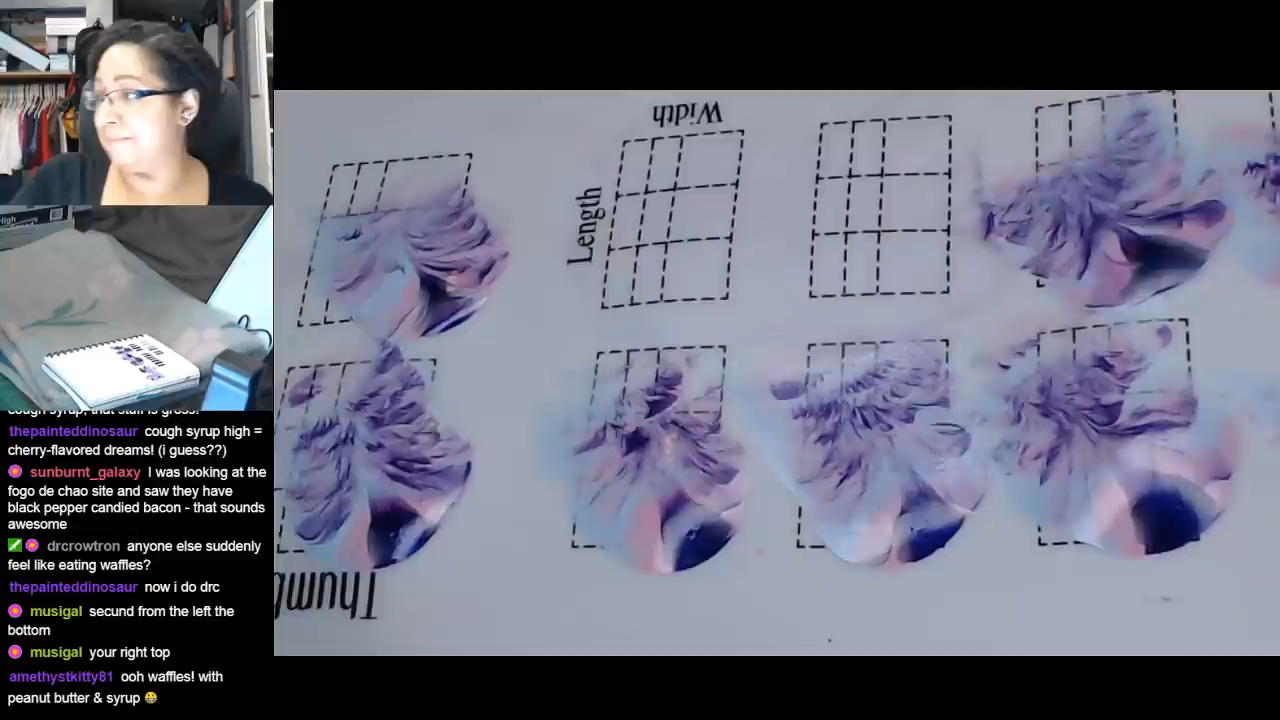 Width
Length
Thumb
High
cough syrup, that stuff is gross!
thepainteddinosaur cough syrup high =
cherry-flavored dreams! (i guess??)
sunburnt_galaxy I was looking at the
fogo de chao site and saw they have
black pepper candied bacon - that sounds
awesome
drcrowtron anyone else suddenly
feel like eating waffles?
thepainteddinosaur now i do drc
musigal secund from the left the
bottom
musigal your right top
amethystkitty81 ooh waffles! with
peanut butter & syrup 😁